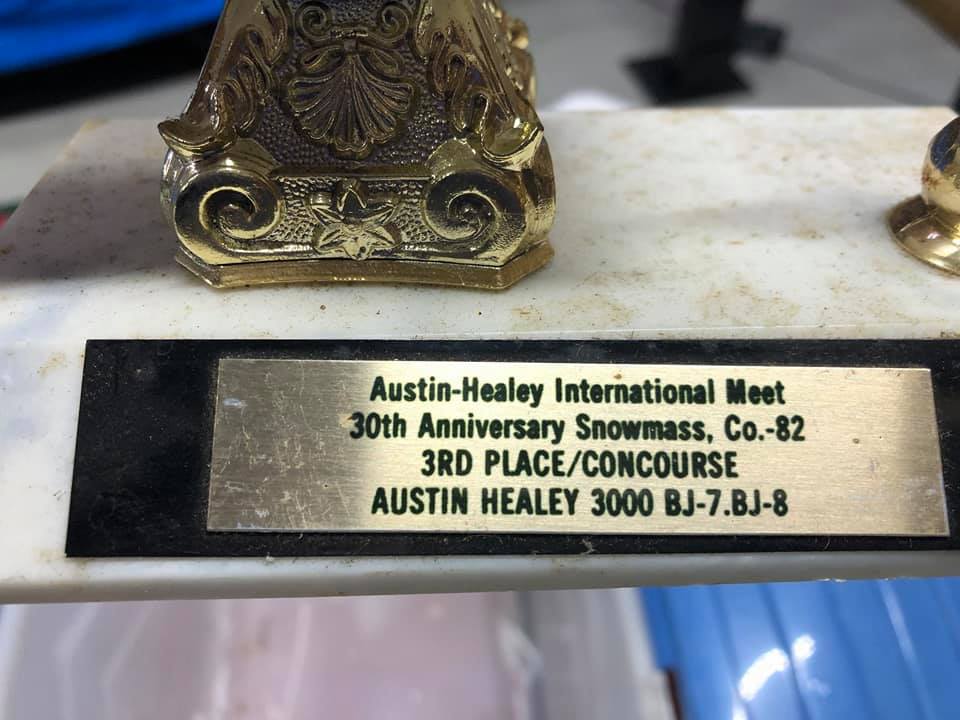 Austin-Healey International Meet
30th Anniversary Snowmass, Co.-82
3RD PLACE/CONCOURSE
AUSTIN HEALEY 3000 BJ-7.BJ-8